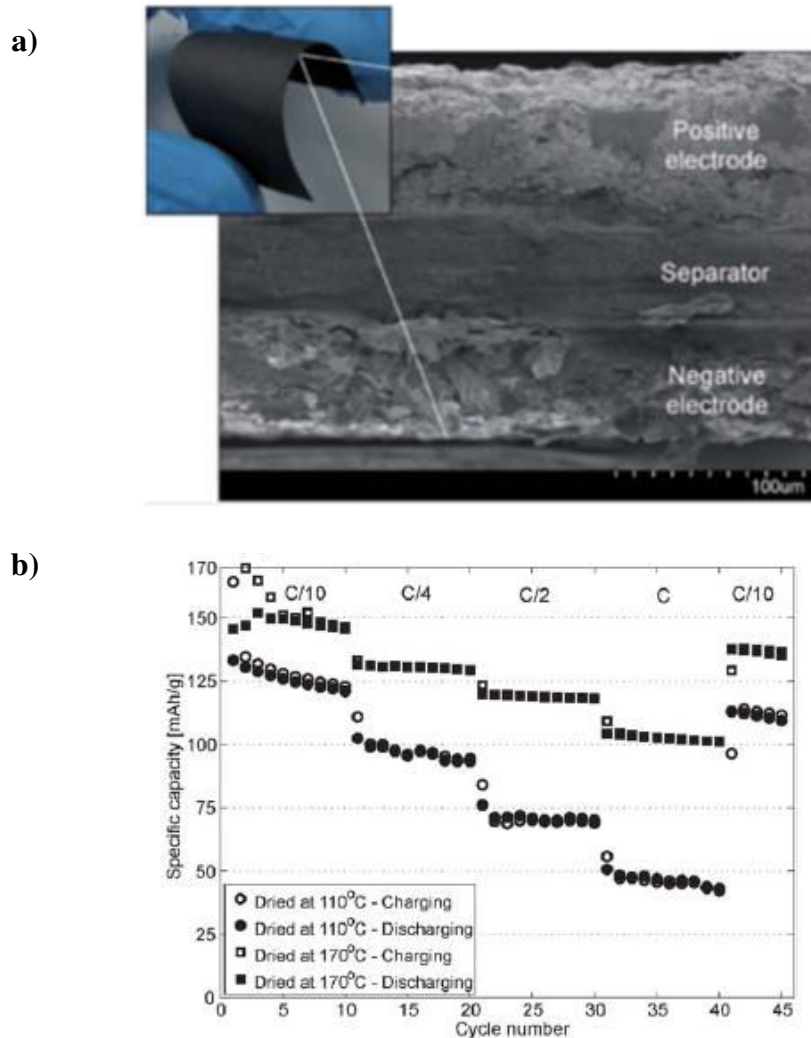 a)
Positive
electrode
Separator
Negative
electrode
100um
b)
170
150
125
100
75
50
25
0
C/10
C/4
C/2
C
C/10
Specific capacity [mAh/g]
Dried at 110°C - Charging
Dried at 110°C - Discharging
Dried at 170°C - Charging
Dried at 170°C - Discharging
0 5 10 15 20 25 30 35 40 45
Cycle number